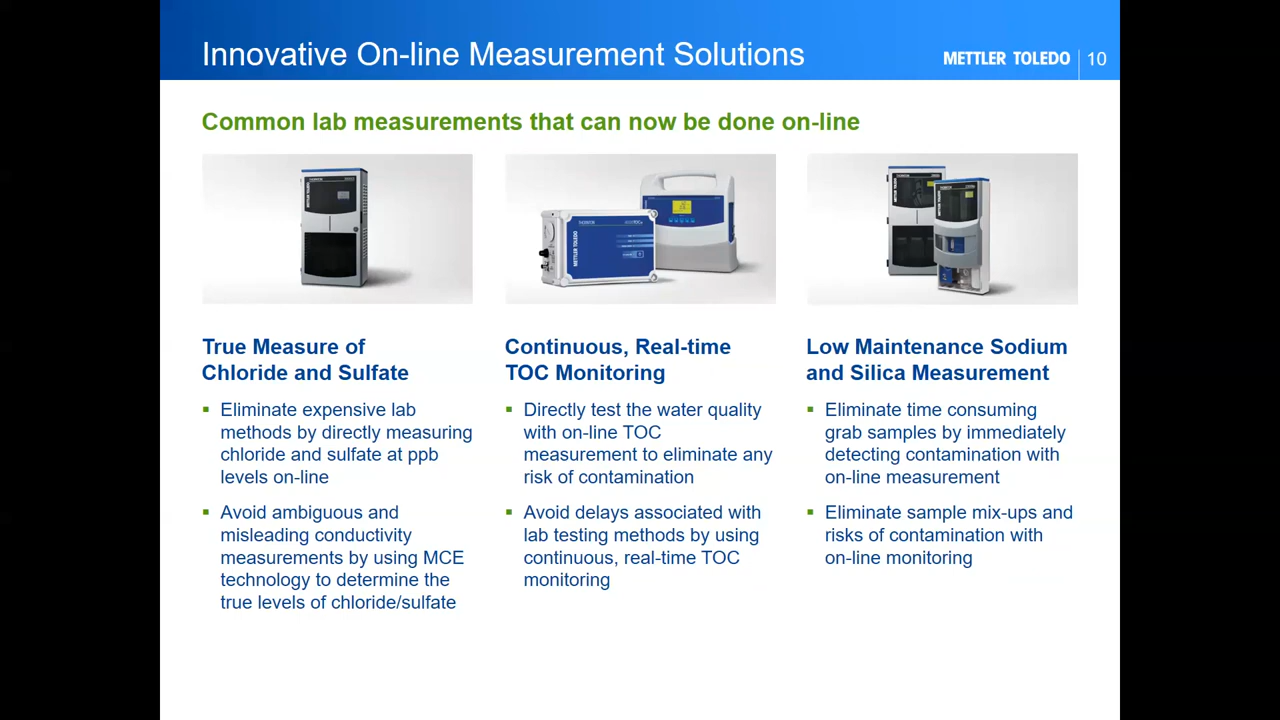 Innovative On-line Measurement Solutions
METTLER TOLEDO
10
Common lab measurements that can now be done on-line
THORNTON
METTLER TOLEDO
True Measure of
Chloride and Sulfate
▪ Eliminate expensive lab
methods by directly measuring
chloride and sulfate at ppb
levels on-line
▪ Avoid ambiguous and
misleading conductivity
measurements by using MCE
technology to determine the
true levels of chloride/sulfate
Continuous, Real-time
TOC Monitoring
▪ Directly test the water quality
with on-line TOC
measurement to eliminate any
risk of contamination
▪ Avoid delays associated with
lab testing methods by using
continuous, real-time TOC
monitoring
Low Maintenance Sodium
and Silica Measurement
▪ Eliminate time consuming
grab samples by immediately
detecting contamination with
on-line measurement
▪ Eliminate sample mix-ups and
risks of contamination with
on-line monitoring